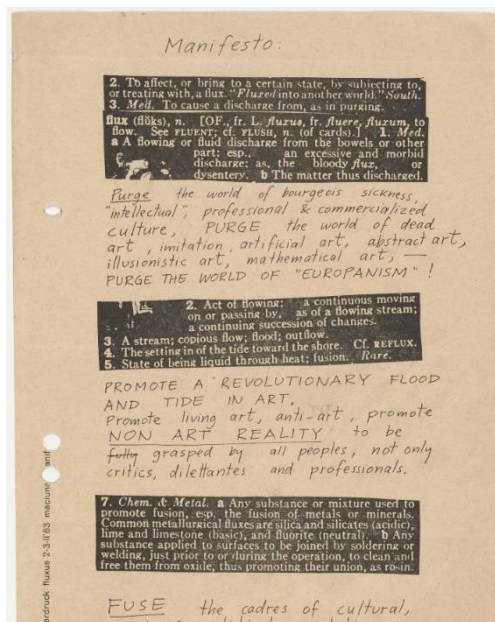 Manifesto:
2. To affect, or bring to a certain state, by subjecting to,
or treating with, a flux. "Fluxed into another world." South.
3. Med. To cause a discharge from, as in purging.
flux (flŭks), n. [OF., fr. L. fluxus, fr. fluere, fluxum, to
flow. See FLUENT; cf. FLUSH, n. (of cards).] 1. Med.
a A flowing or fluid discharge from the bowels or other
part; esp., an excessive and morbid
discharge; as, the bloody flux, or
dysentery. b The matter thus discharged.
Purge the world of bourgeois sickness,
"intellectual", professional & commercialized
culture, PURGE the world of dead
art, imitation, artificial art, abstract art,
illusionistic art, mathematical art, —
PURGE THE WORLD OF "EUROPANISM"!
2. Act of flowing; a continuous moving
on or passing by, as of a flowing stream;
a continuing succession of changes.
3. A stream; copious flow; flood; outflow.
4. The setting in of the tide toward the shore. Cf. REFLUX.
5. State of being liquid through heat; fusion. Rare.
PROMOTE A REVOLUTIONARY FLOOD
AND TIDE IN ART.
Promote living art, anti-art, promote
NON ART REALITY to be
fully grasped by all peoples, not only
critics, dilettantes and professionals.
7. Chem. & Metal. a Any substance or mixture used to
promote fusion, esp. the fusion of metals or minerals.
Common metallurgical fluxes are silica and silicates (acidic),
lime and limestone (basic), and fluorite (neutral). b Any
substance applied to surfaces to be joined by soldering or
welding, just prior to or during the operation, to clean and
free them from oxide, thus promoting their union, as rosin.
FUSE the cadres of cultural,
erdruck fluxus 2-3-II'63 maciunas